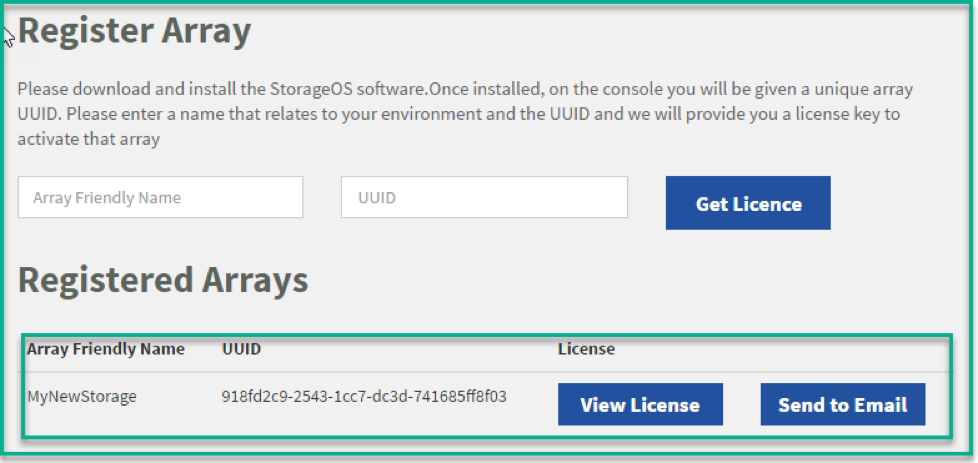 Register Array
Please download and install the StorageOS software.Once installed, on the console you will be given a unique array
UUID. Please enter a name that relates to your environment and the UUID and we will provide you a license key to
activate that array
Array Friendly Name UUID Get Licence
Registered Arrays
Array Friendly Name UUID License
MyNewStorage 918fd2c9-2543-1cc7-dc3d-741685ff8f03 View License Send to Email